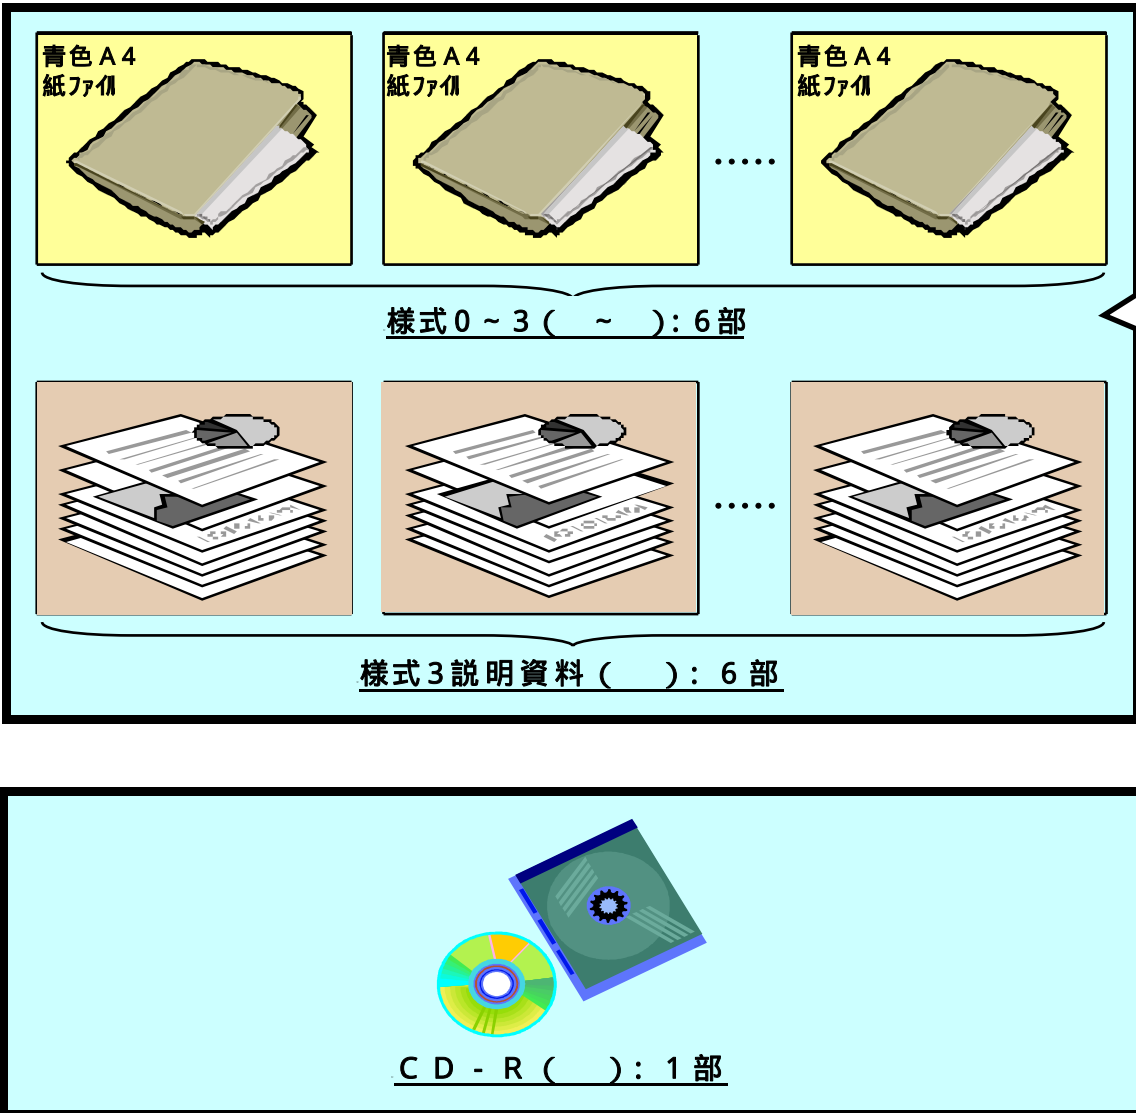 青色A4
紙ファイル
青色A4
紙ファイル
青色A4
紙ファイル
.....
様式0~3( ~ ):6部
.....
様式3説明資料( ):6部
CD-R( ):1部